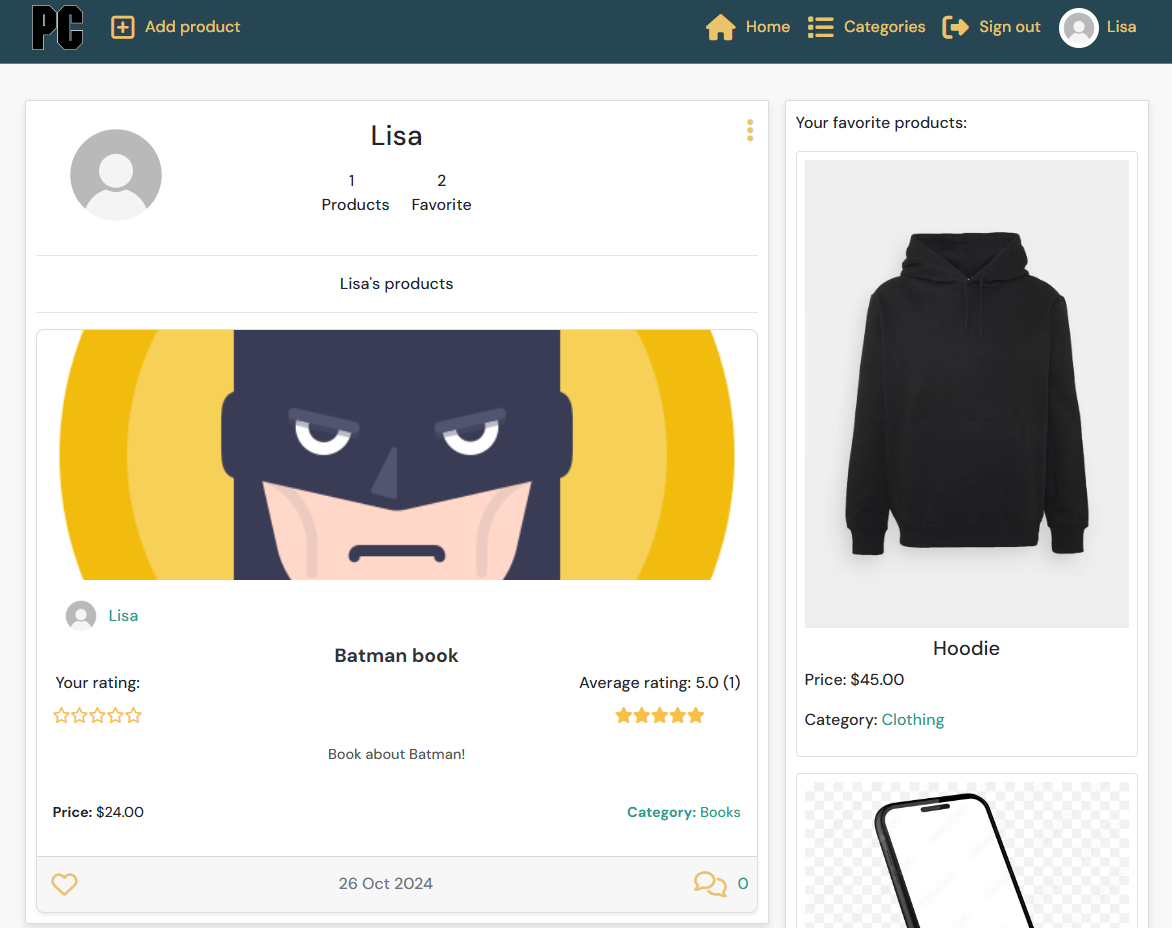 PC
Add product
Home
Categories
Sign out
Lisa
Lisa
1
Products
2
Favorite
Lisa's products
Lisa
Batman book
Your rating:
Average rating: 5.0 (1)
Book about Batman!
Price: $24.00
Category: Books
26 Oct 2024
0
Your favorite products:
Hoodie
Price: $45.00
Category: Clothing